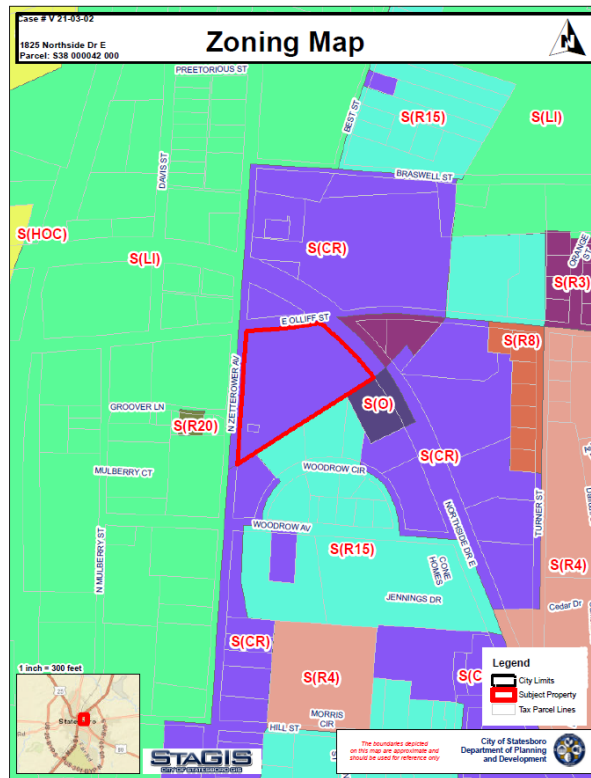 Case # V 21-03-02
1825 Northside Dr E
Parcel: S38 000042 000
Zoning Map
N
PREETORIOUS ST
BEST ST
S(R15)
S(LI)
DAVIS ST
BRASWELL ST
S(HOC)
S(CR)
ORANGE ST
S(LI)
S(R3)
E OLLIFF ST
S(R8)
N ZETTEROWER AV
GROOVER LN
S(O)
S(R20)
S(CR)
MULBERRY CT
WOODROW CIR
NORTHSIDE DR E
TURNER ST
WOODROW AV
S(R15)
N MULBERRY ST
CONE HOMES
S(R4)
JENNINGS DR
Cedar Dr
S(CR)
1 inch = 300 feet
S(R4)
S(C
Legend
City Limits
Subject Property
Tax Parcel Lines
MORRIS CIR
HILL ST
STAGIS
CITY OF STATESBORO GIS
The boundaries depicted
on this map are approximate and
should be used for reference only
City of Statesboro
Department of Planning
and Development